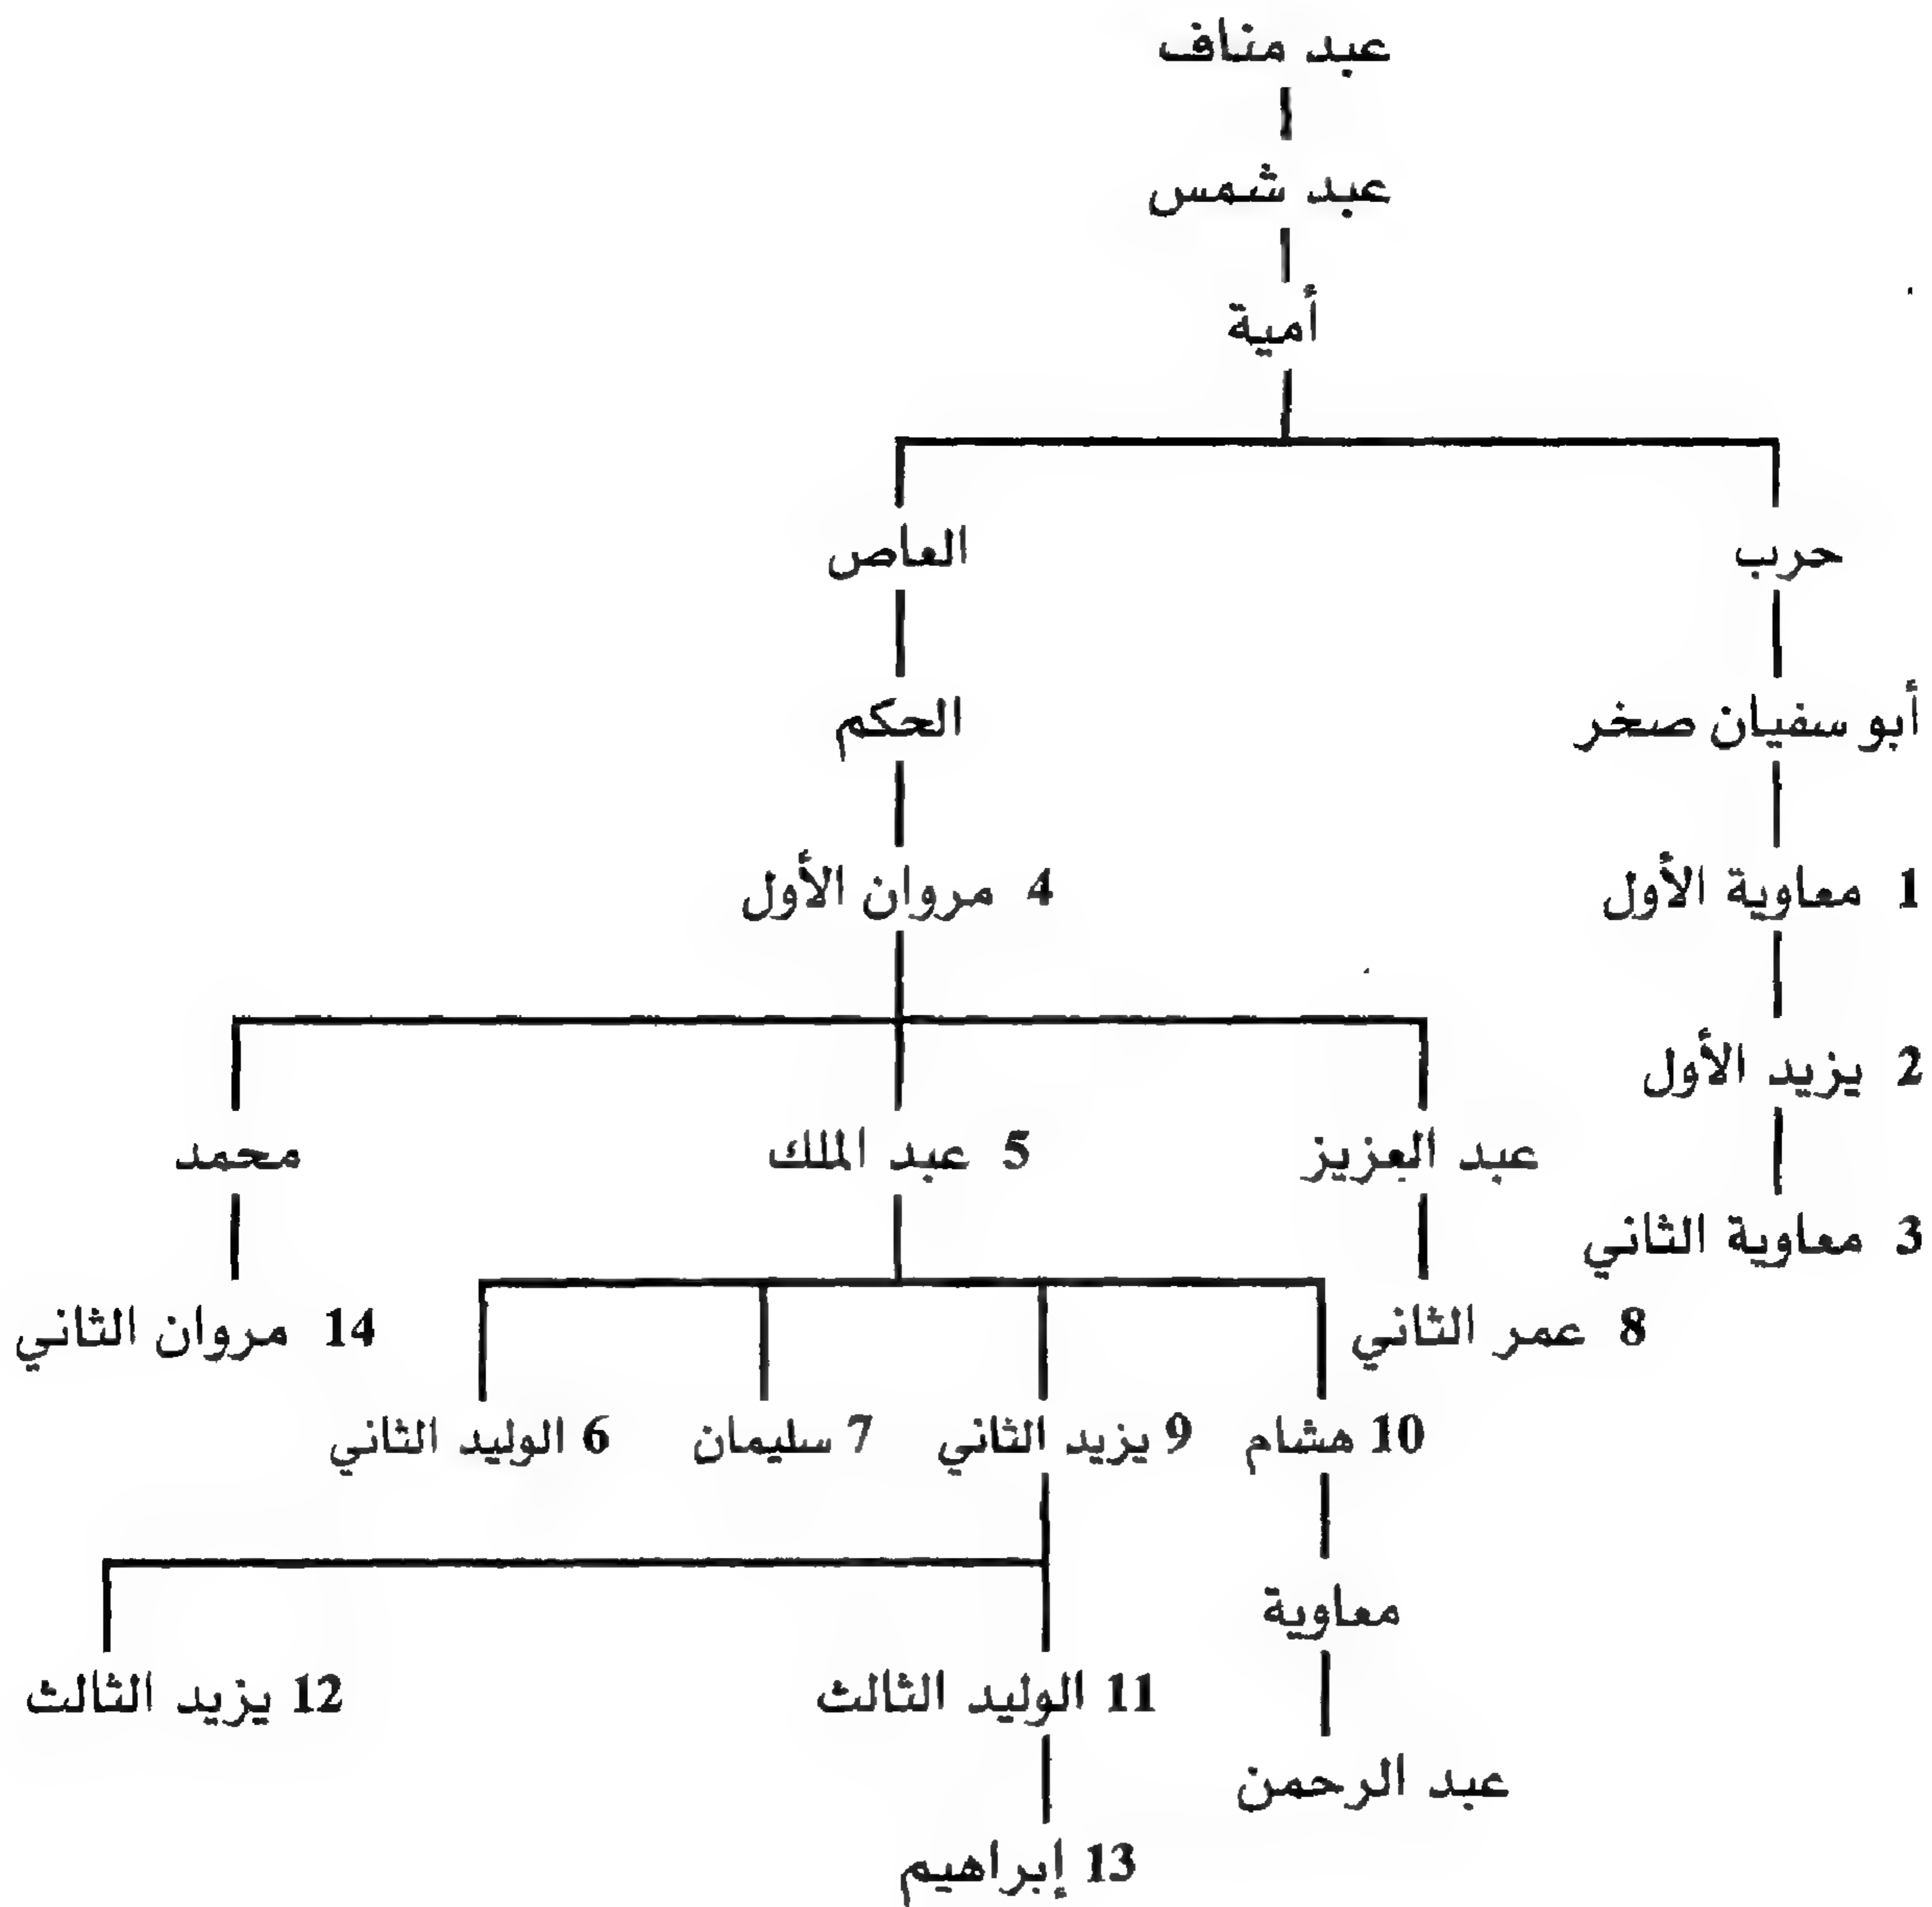 عبد مناف
عبد شمس
أمية
حرب
العاص
أبو سفيان صخر
الحكم
1 معاوية الأول
4 مروان الأول
2 يزيد الأول
عبد العزيز
5 عبد الملك
محمد
3 معاوية الثاني
8 عمر الثاني
14 مروان الثاني
10 هشام
9 يزيد الثاني
7 سليمان
6 الوليد الثاني
معاوية
11 الوليد الثالث
12 يزيد الثالث
عبد الرحمن
13 إبراهيم